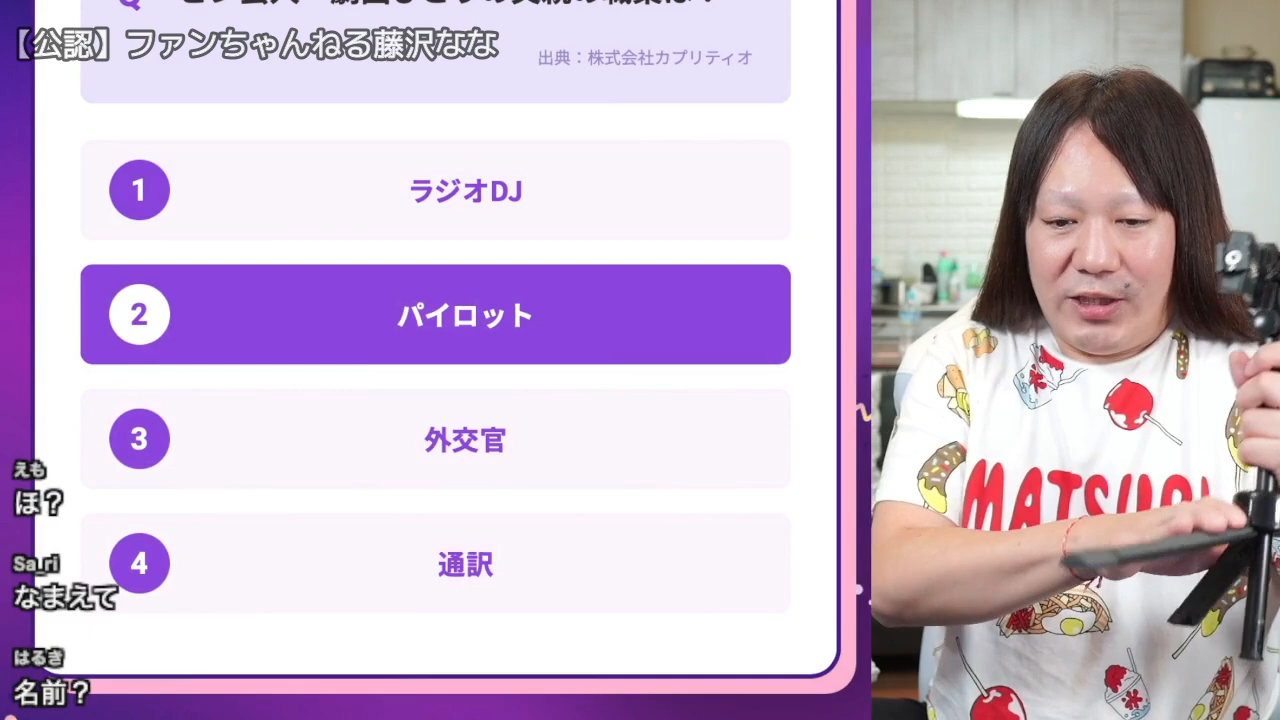 【公認】ファンちゃんねる藤沢なな
出典：株式会社カプリティオ
1 ラジオDJ
2 パイロット
3 外交官
4 通訳
えも
ほ？
Sa_ri
なまえて
はるき
名前？